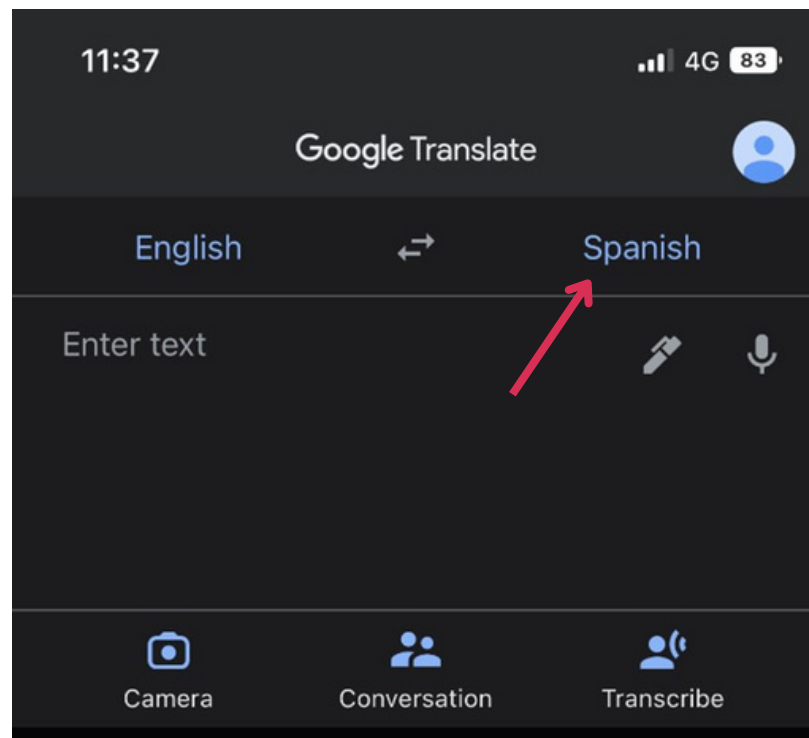 11:37 4G 83
Google Translate
English Spanish
Enter text
Camera Conversation Transcribe